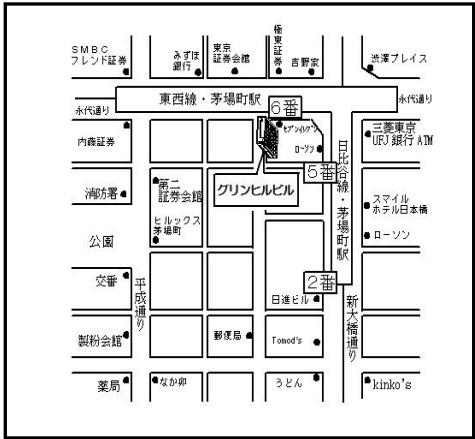 SMBC
フレンド証券
みずほ
銀行
東京
証券会館
橋東証券
吉野家
渋澤プレイス
東西線・茅場町駅
永代通り
永代通り
6番
内藤証券
セブンイレブン
ローソン
三菱東京
UFJ銀行ATM
5番
日比谷線・茅場町駅
消防署
第二
証券会館
グリンヒルビル
スマイル
ホテル日本橋
ヒルックス
茅場町
ローソン
公園
交番
平成通り
2番
日進ビル
新大橋通り
製粉会館
郵便局
Tomod's
薬局
なか卯
うどん
kinko's